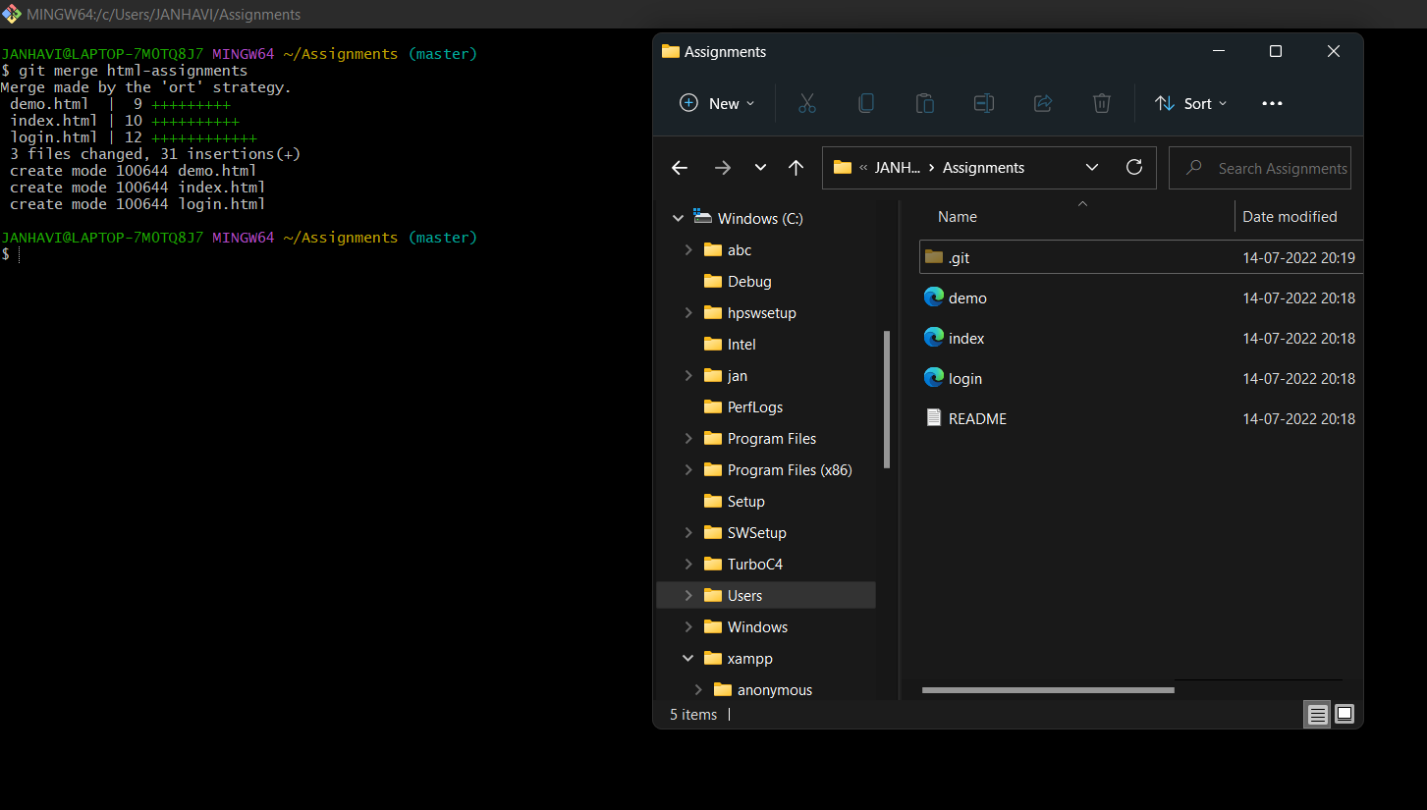 MINGW64:/c/Users/JANHAVI/Assignments
JANHAVI@LAPTOP-7MOTQ8J7 MINGW64 ~/Assignments (master)
$ git merge html-assignments
Merge made by the 'ort' strategy.
 demo.html  |  9 +++++++++
 index.html | 10 ++++++++++
 login.html | 12 ++++++++++++
 3 files changed, 31 insertions(+)
 create mode 100644 demo.html
 create mode 100644 index.html
 create mode 100644 login.html
JANHAVI@LAPTOP-7MOTQ8J7 MINGW64 ~/Assignments (master)
$
Assignments
New Sort •••
« JANH... > Assignments Search Assignments
Windows (C:)
abc
Debug
hpswsetup
Intel
jan
PerfLogs
Program Files
Program Files (x86)
Setup
SWSetup
TurboC4
Users
Windows
xampp
anonymous
Name Date modified
.git 14-07-2022 20:19
demo 14-07-2022 20:18
index 14-07-2022 20:18
login 14-07-2022 20:18
README 14-07-2022 20:18
5 items